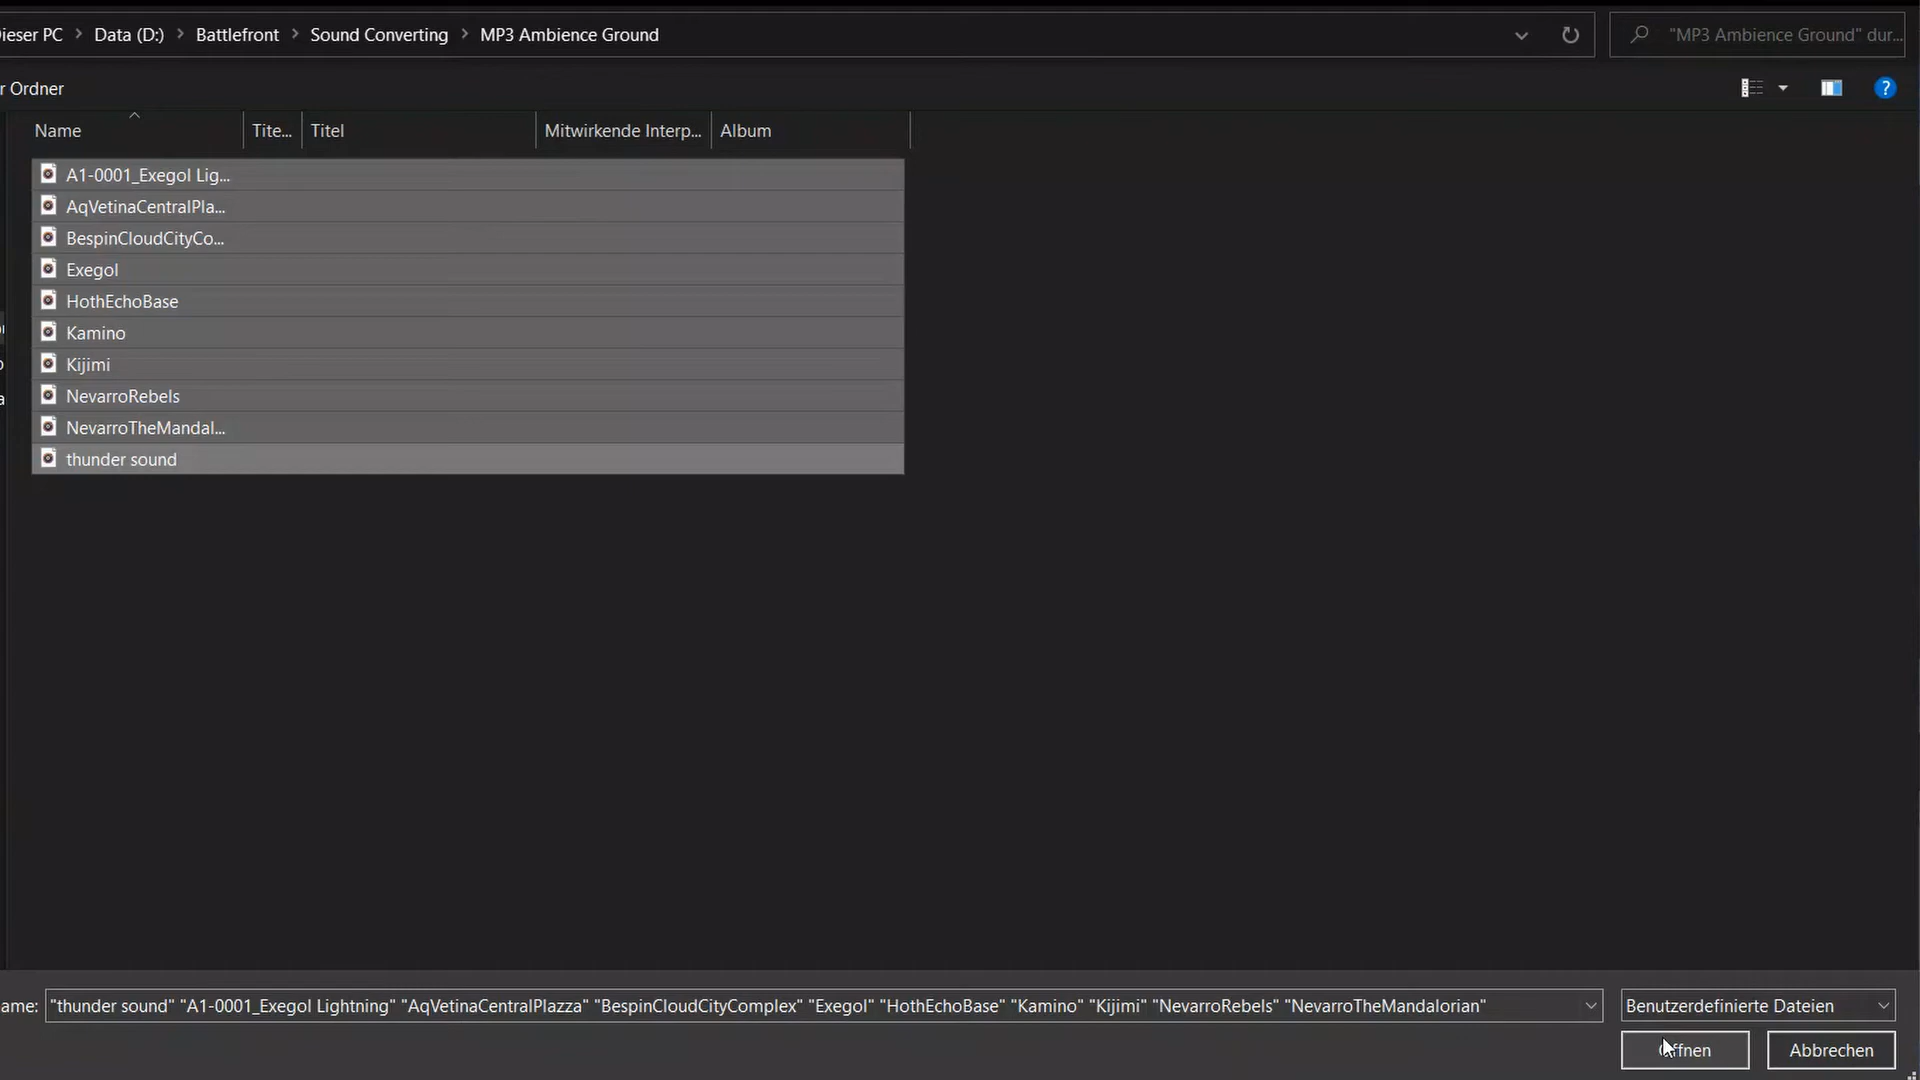 ieser PC > Data (D:) > Battlefront > Sound Converting > MP3 Ambience Ground
"MP3 Ambience Ground" dur...
r Ordner
?
Name Tite... Titel Mitwirkende Interp... Album
A1-0001_Exegol Lig...
AqVetinaCentralPla...
BespinCloudCityCo...
Exegol
HothEchoBase
Kamino
Kijimi
NevarroRebels
NevarroTheMandal...
thunder sound
ame: "thunder sound" "A1-0001_Exegol Lightning" "AqVetinaCentralPlazza" "BespinCloudCityComplex" "Exegol" "HothEchoBase" "Kamino" "Kijimi" "NevarroRebels" "NevarroTheMandalorian"
Benutzerdefinierte Dateien
Öffnen Abbrechen